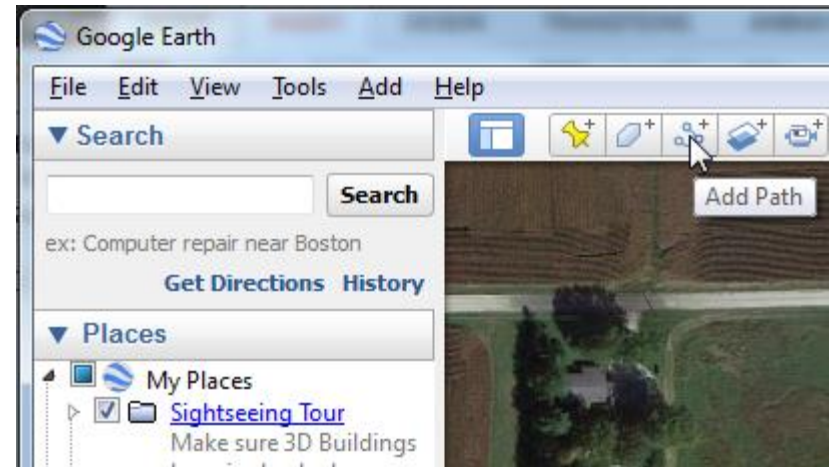 Google Earth
File Edit View Tools Add Help
▼ Search
Search
Add Path
ex: Computer repair near Boston
Get Directions History
▼ Places
My Places
Sightseeing Tour
Make sure 3D Buildings